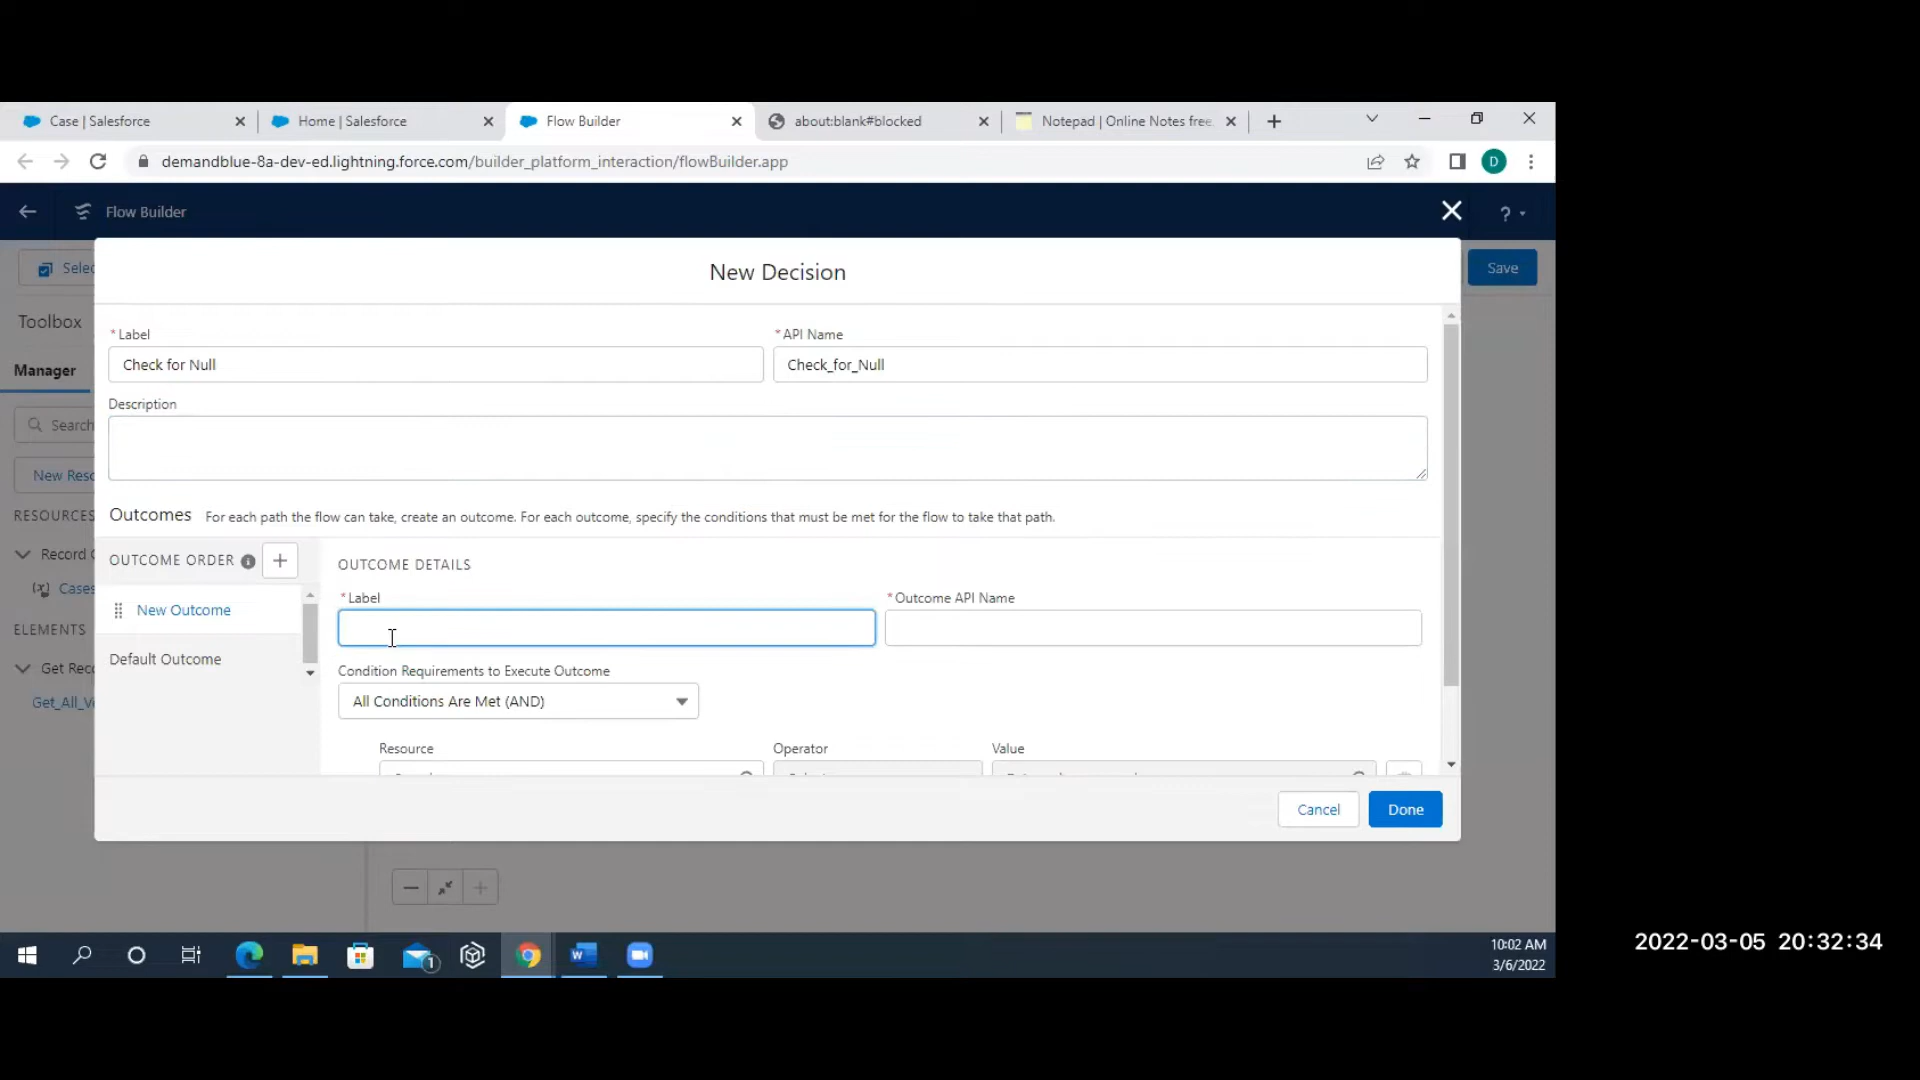 Case | Salesforce
Home | Salesforce
Flow Builder
about:blank#blocked
Notepad | Online Notes free
demandblue-8a-dev-ed.lightning.force.com/builder_platform_interaction/flowBuilder.app
D
Flow Builder
?
Selec
New Decision
Save
Toolbox
* Label
* API Name
Check for Null
Check_for_Null
Manager
Description
Search
New Reso
Outcomes For each path the flow can take, create an outcome. For each outcome, specify the conditions that must be met for the flow to take that path.
RESOURCES
Record C
OUTCOME ORDER
OUTCOME DETAILS
Cases
* Label
* Outcome API Name
New Outcome
ELEMENTS
Default Outcome
Get Reco
Condition Requirements to Execute Outcome
Get_All_V
All Conditions Are Met (AND)
Resource
Operator
Value
Cancel
Done
1
10:02 AM
3/6/2022
2022-03-05 20:32:34